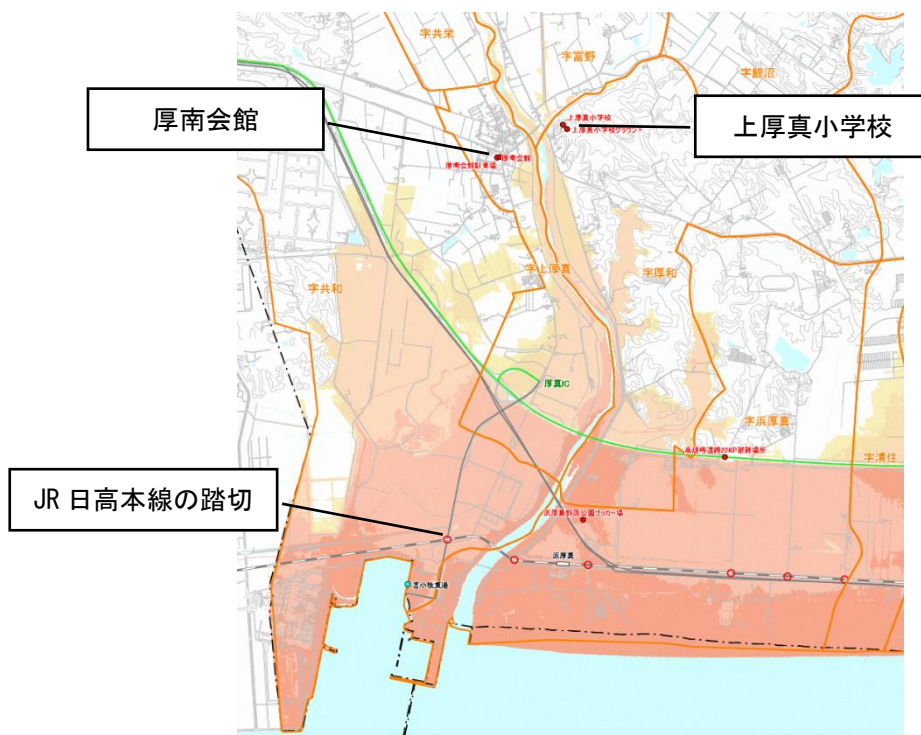 字共栄
字富野
字鯉沼
厚南会館
上厚真小学校
上厚真小学校
上厚真小学校グラウンド
厚南会館
厚南会館駐車場
字上厚真
字厚和
字共和
厚真IC
字浜厚真
字濱住
JR 日高本線の踏切
浜厚真野原公園サッカー場
浜厚真
苫小牧東港